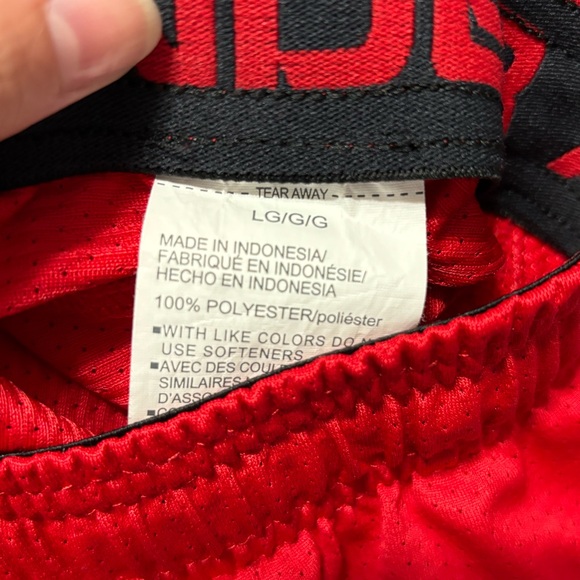 TEAR AWAY
LG/G/G
MADE IN INDONESIA/
FABRIQUÉ EN INDONÉSIE/
HECHO EN INDONESIA
100% POLYESTER/poliéster
■WITH LIKE COLORS DO
USE SOFTENERS
■AVEC DES
SIMILAIRES